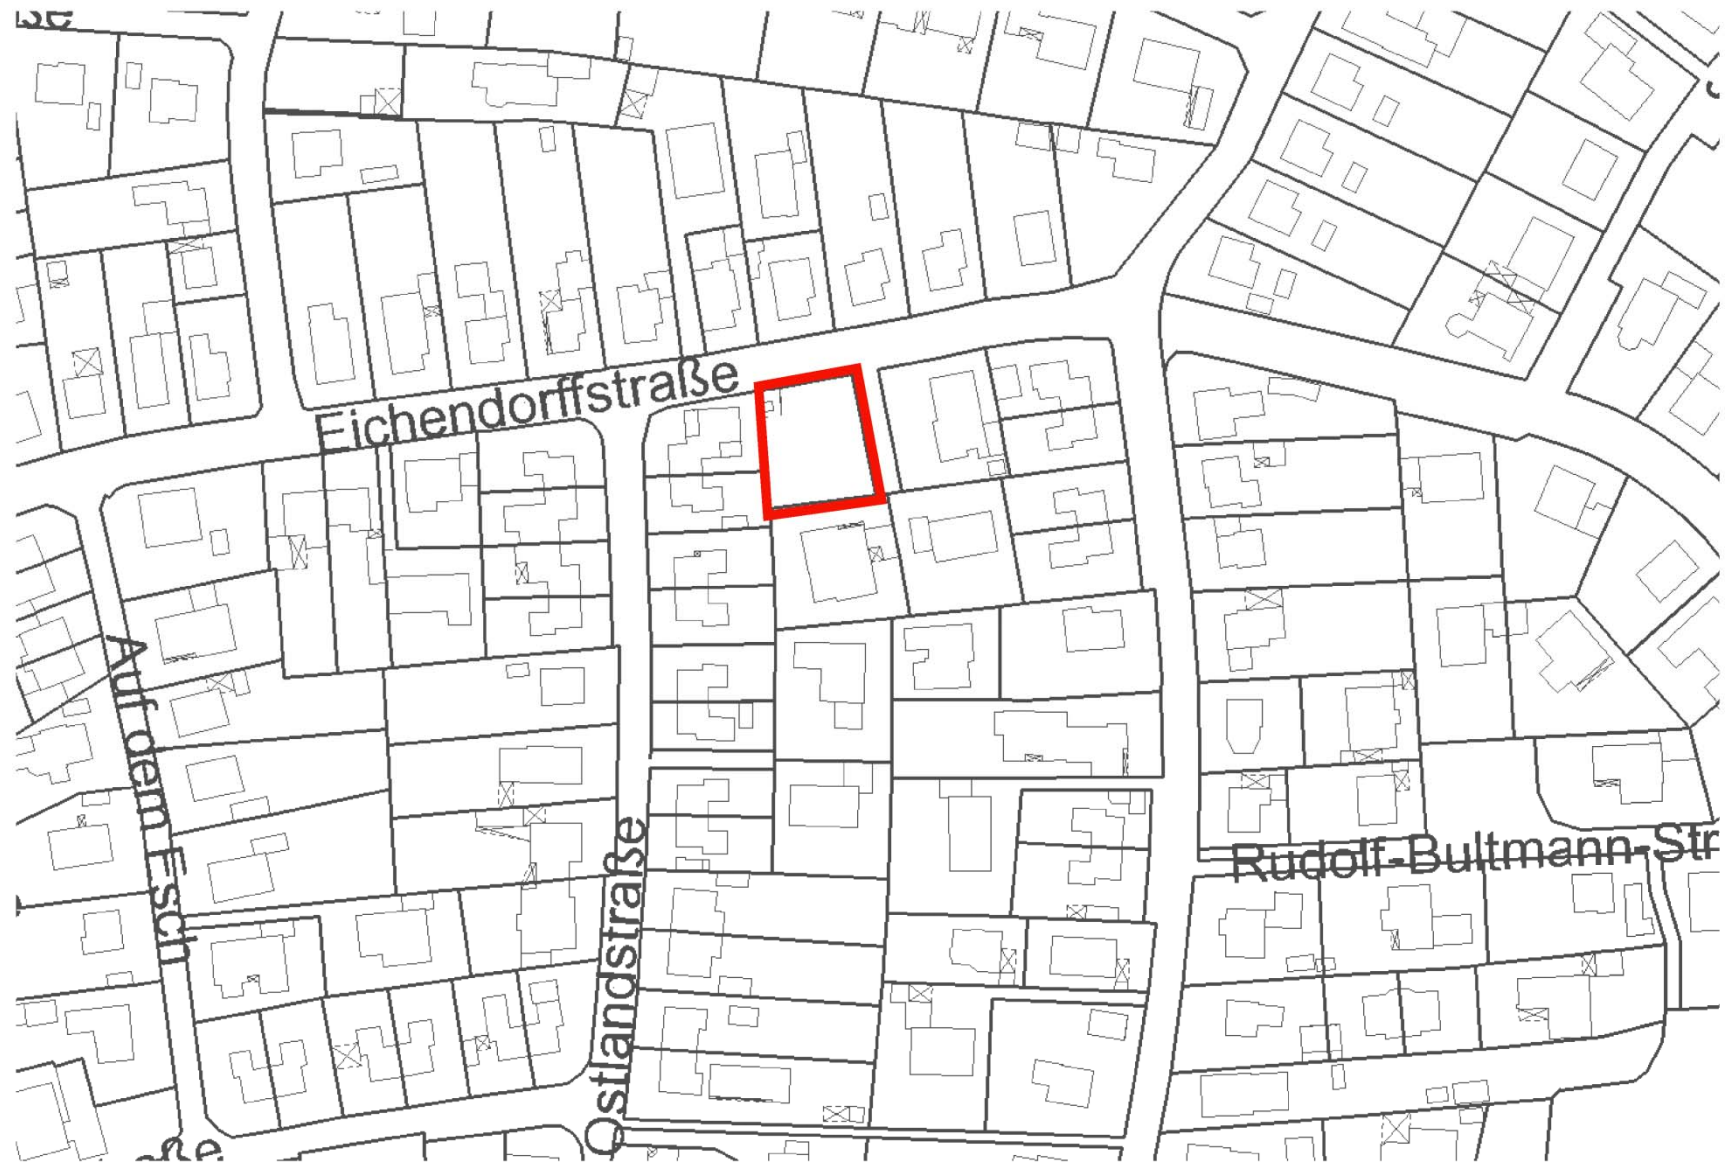 Eichendorffstraße
Auf dem Esch
Ostlandstraße
Rudolf-Bultmann-Str